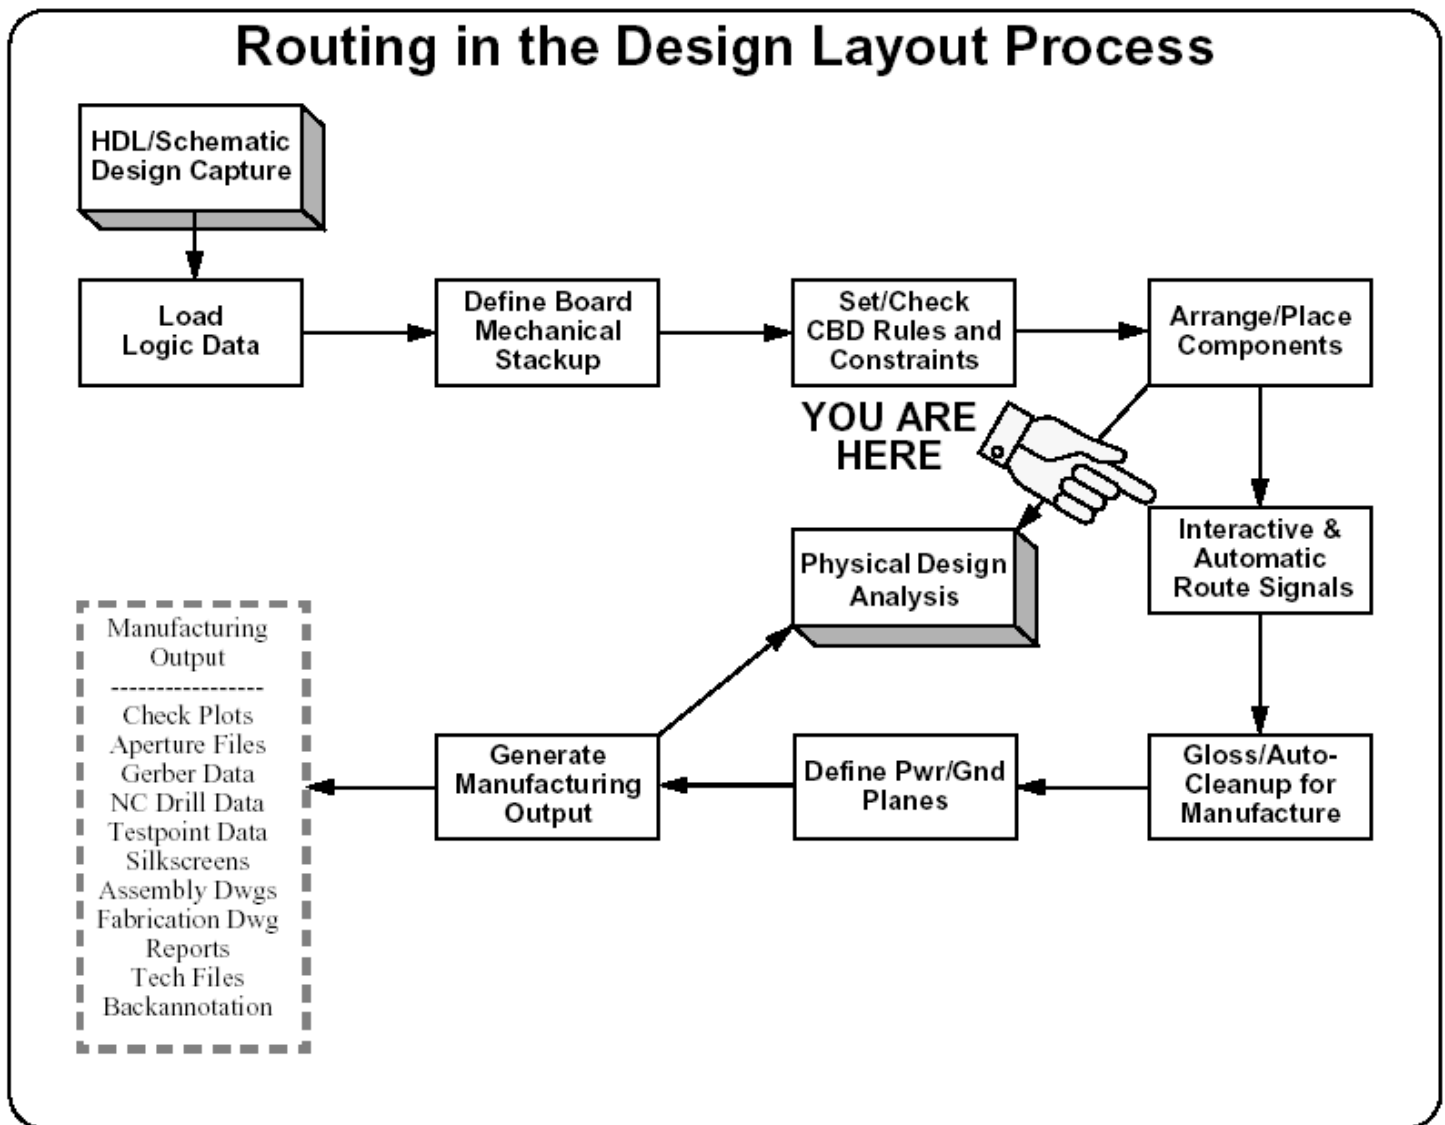 Routing in the Design Layout Process
HDL/Schematic
Design Capture
Load
Logic Data
Define Board
Mechanical
Stackup
Set/Check
CBD Rules and
Constraints
Arrange/Place
Components
YOU ARE
HERE
Interactive &
Automatic
Route Signals
Physical Design
Analysis
Gloss/Auto-
Cleanup for
Manufacture
Define Pwr/Gnd
Planes
Generate
Manufacturing
Output
Manufacturing
Output
-----------------
Check Plots
Aperture Files
Gerber Data
NC Drill Data
Testpoint Data
Silkscreens
Assembly Dwgs
Fabrication Dwg
Reports
Tech Files
Backannotation